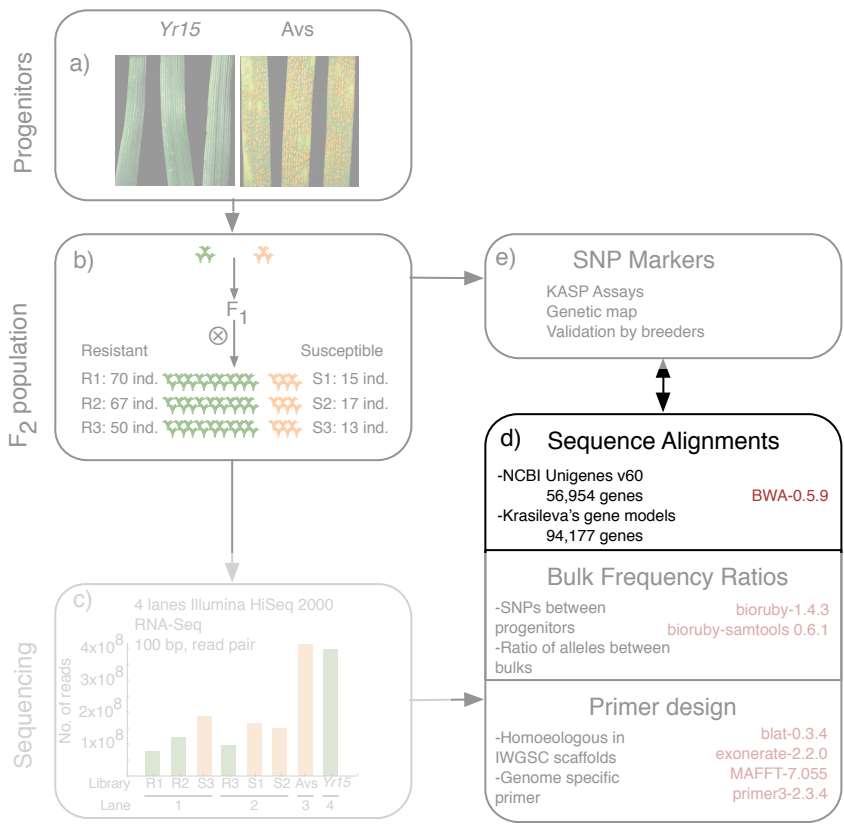 Progenitors
Yr15
Avs
a)
F2 population
b)
F1
Resistant
Susceptible
R1: 70 ind.
S1: 15 ind.
R2: 67 ind.
S2: 17 ind.
R3: 50 ind.
S3: 13 ind.
Sequencing
c)
4 lanes Illumina HiSeq 2000
RNA-Seq
100 bp, read pair
No. of reads
4x10^8
3x10^8
2x10^8
1x10^8
Library R1 R2 S3 R3 S1 S2 Avs Yr15
Lane 1 2 3 4
e)
SNP Markers
KASP Assays
Genetic map
Validation by breeders
d)
Sequence Alignments
-NCBI Unigenes v60
56,954 genes
BWA-0.5.9
-Krasileva's gene models
94,177 genes
Bulk Frequency Ratios
-SNPs between
progenitors
-Ratio of alleles between
bulks
bioruby-1.4.3
bioruby-samtools 0.6.1
Primer design
-Homoeologous in
IWGSC scaffolds
-Genome specific
primer
blat-0.3.4
exonerate-2.2.0
MAFFT-7.055
primer3-2.3.4